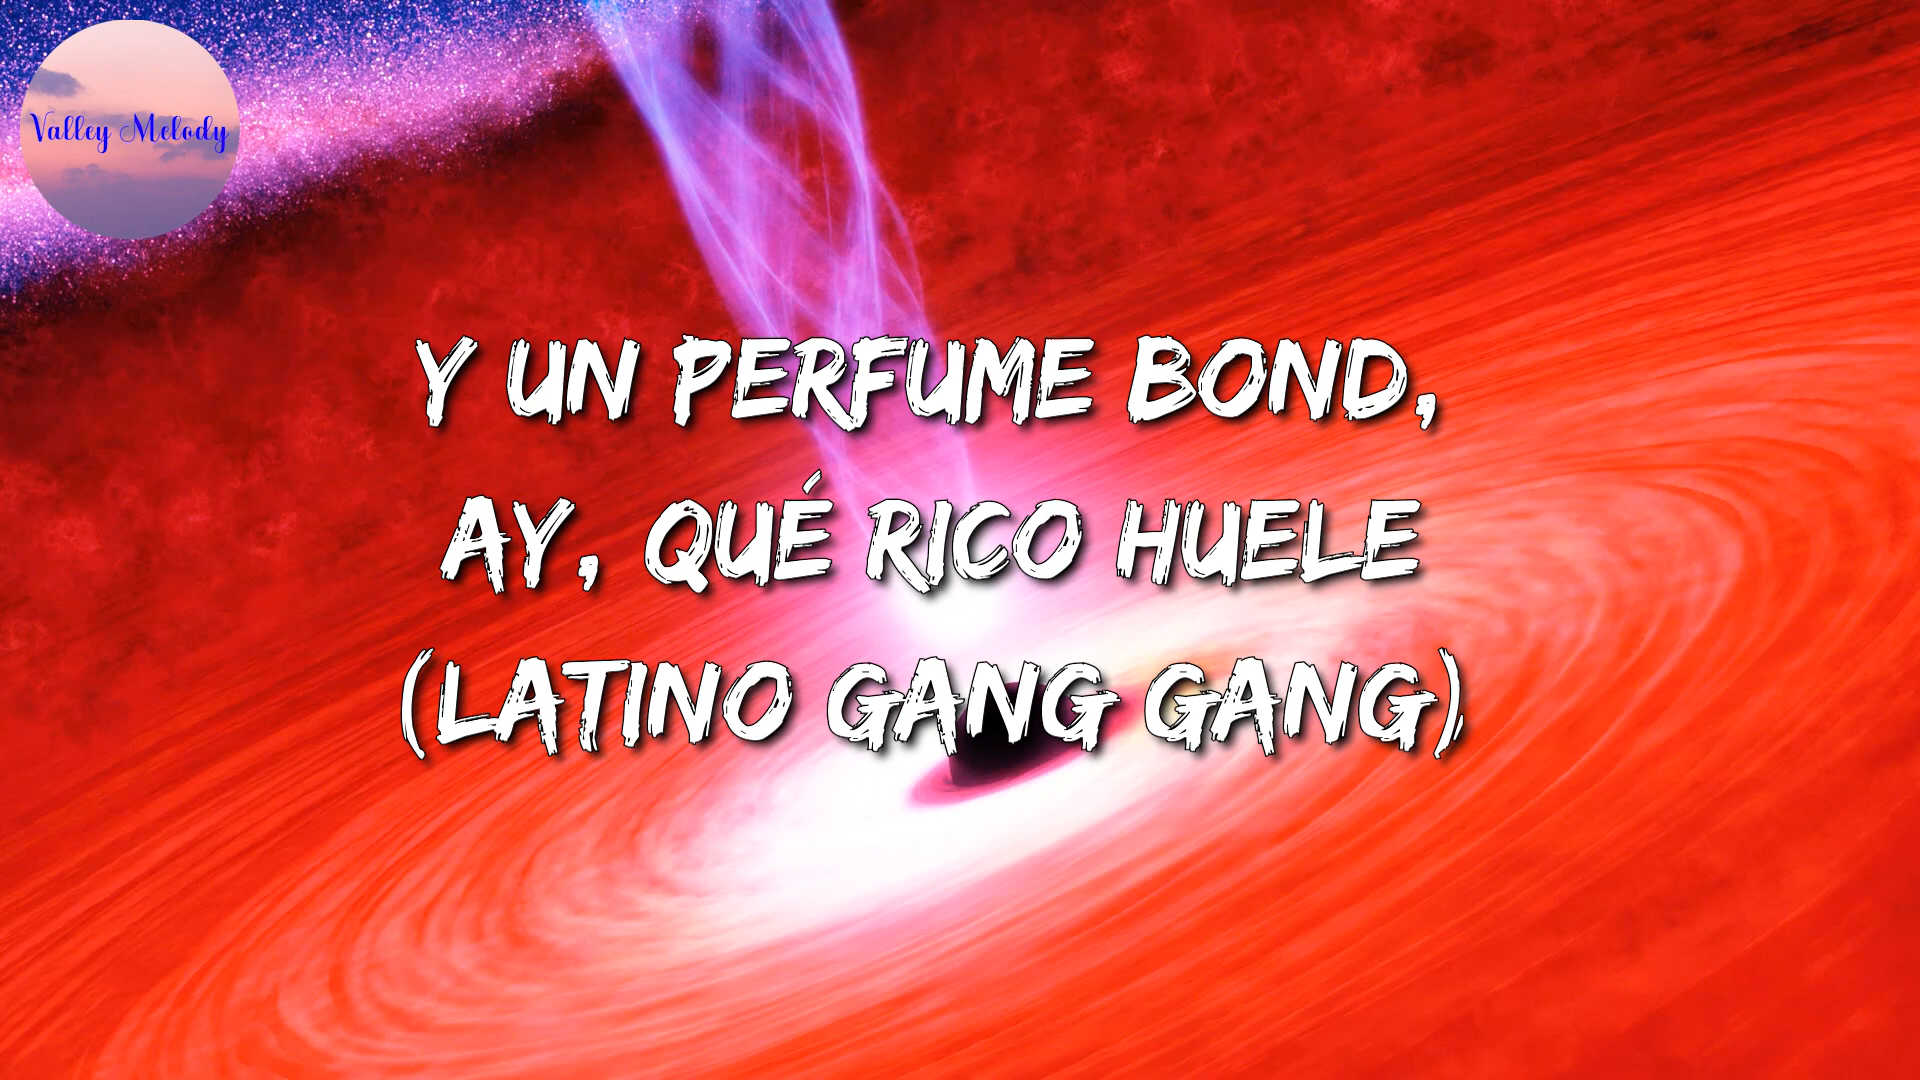 Valley Melody
Y UN PERFUME BOND,
AY, QUÉ RICO HUELE
(LATINO GANG GANG)